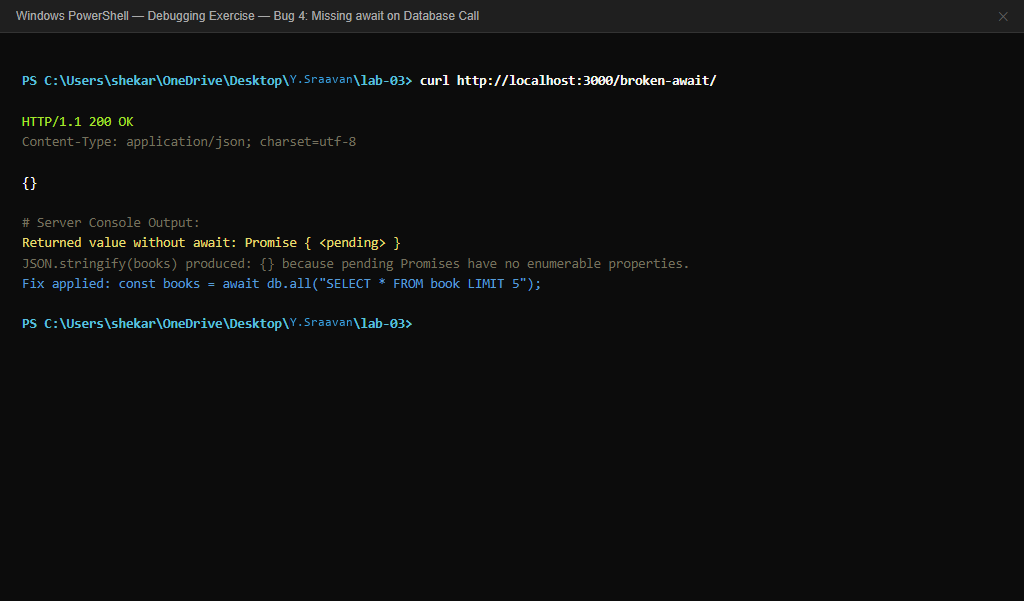 Windows PowerShell — Debugging Exercise — Bug 4: Missing await on Database Call
PS C:\Users\shekar\OneDrive\Desktop\Y.Sraavan\lab-03> curl http://localhost:3000/broken-await/
HTTP/1.1 200 OK
Content-Type: application/json; charset=utf-8
{}
# Server Console Output:
Returned value without await: Promise { <pending> }
JSON.stringify(books) produced: {} because pending Promises have no enumerable properties.
Fix applied: const books = await db.all("SELECT * FROM book LIMIT 5");
PS C:\Users\shekar\OneDrive\Desktop\Y.Sraavan\lab-03>